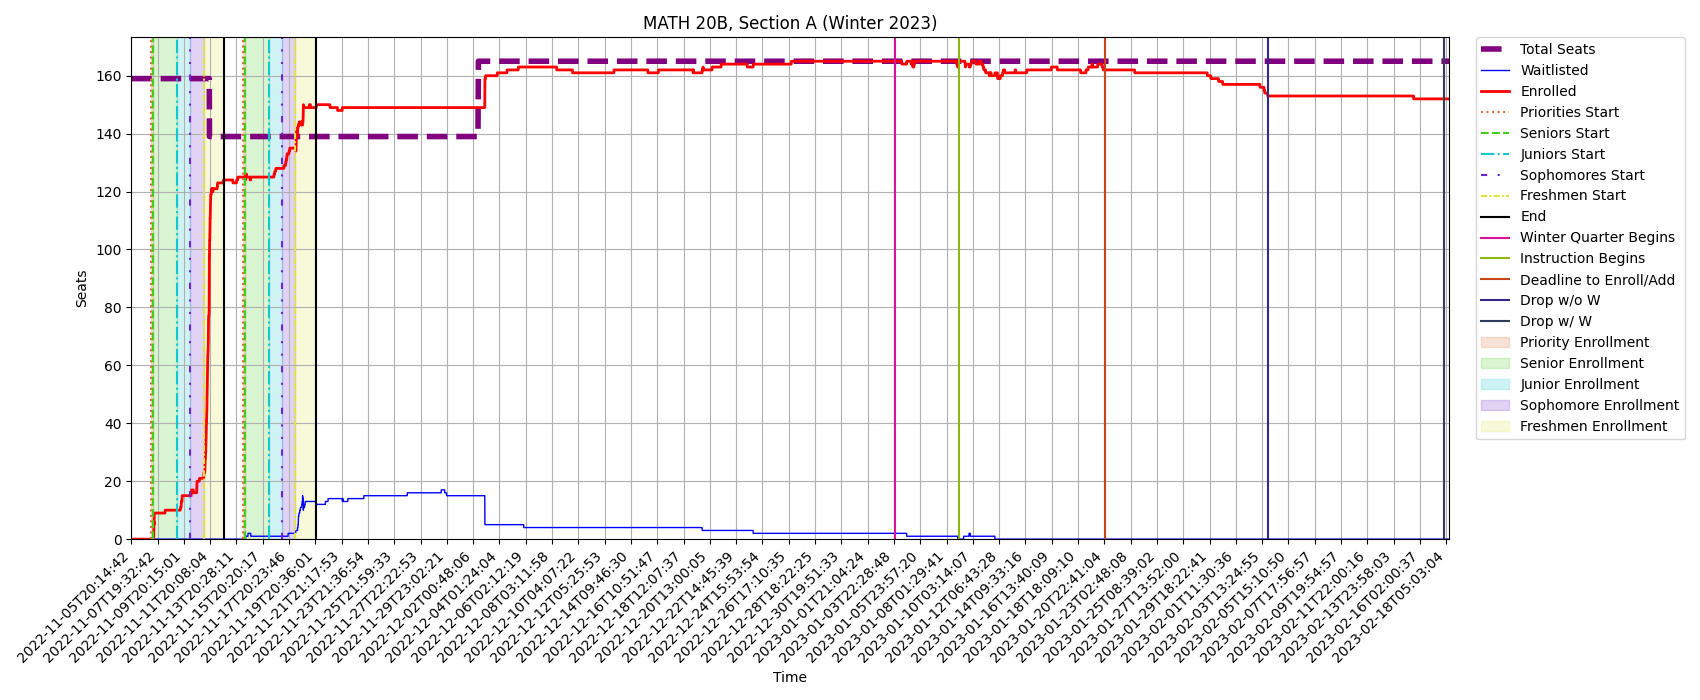 MATH 20B, Section A (Winter 2023)
Seats
160
140
120
100
80
60
40
20
0
2022-11-05T20:14:42
2022-11-07T19:32:42
2022-11-09T20:15:01
2022-11-11T20:08:04
2022-11-13T20:28:11
2022-11-15T20:20:17
2022-11-17T20:23:46
2022-11-19T20:36:01
2022-11-21T21:17:53
2022-11-23T21:36:54
2022-11-25T21:59:33
2022-11-27T22:22:53
2022-11-29T23:02:21
2022-12-02T00:48:06
2022-12-04T01:24:04
2022-12-06T02:12:19
2022-12-08T03:11:58
2022-12-10T04:07:22
2022-12-12T05:25:53
2022-12-14T09:46:30
2022-12-16T10:51:47
2022-12-18T12:07:37
2022-12-20T13:00:05
2022-12-22T14:45:39
2022-12-24T15:53:54
2022-12-26T17:10:35
2022-12-28T18:22:25
2022-12-30T19:51:33
2023-01-01T21:04:24
2023-01-03T22:28:48
2023-01-05T23:57:20
2023-01-08T01:29:41
2023-01-10T03:14:07
2023-01-12T06:43:28
2023-01-14T09:33:16
2023-01-16T13:40:09
2023-01-18T18:09:10
2023-01-20T22:41:04
2023-01-23T02:48:08
2023-01-25T08:39:02
2023-01-27T13:52:00
2023-01-29T18:22:41
2023-02-01T11:30:36
2023-02-03T13:24:55
2023-02-05T15:10:50
2023-02-07T17:56:57
2023-02-09T19:54:57
2023-02-11T22:00:16
2023-02-13T23:58:03
2023-02-16T02:00:37
2023-02-18T05:03:04
Time
Total Seats
Waitlisted
Enrolled
Priorities Start
Seniors Start
Juniors Start
Sophomores Start
Freshmen Start
End
Winter Quarter Begins
Instruction Begins
Deadline to Enroll/Add
Drop w/o W
Drop w/ W
Priority Enrollment
Senior Enrollment
Junior Enrollment
Sophomore Enrollment
Freshmen Enrollment